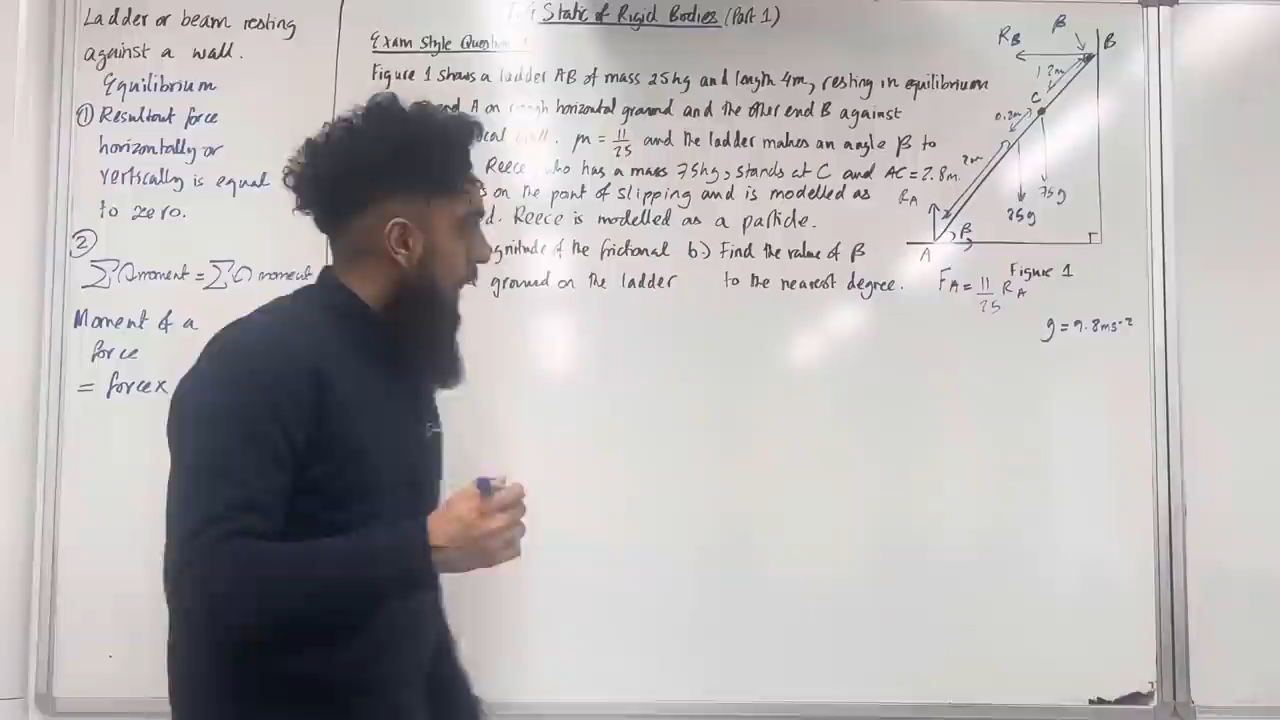 Ladder or beam resting
against a wall.
Equilibrium
① Resultant force
horizontally or
vertically is equal
to zero.
②
∑↻moment = ∑↺moment
Moment of a
force
= force x
Static of Rigid Bodies (Part 1)
Exam Style Question
Figure 1 shows a ladder AB of mass 25kg and length 4m, resting in equilibrium
end A on rough horizontal ground and the other end B against
μ = 11/25 and the ladder makes an angle β to
Reece, who has a mass 75kg, stands at C and AC = 2.8m.
on the point of slipping and is modelled as
Reece is modelled as a particle.
of the frictional b.) Find the value of β
ground on the ladder to the nearest degree.
R_B
β
B
1.2m
C
0.8m
2m
75g
25g
R_A
β
A
Figure 1
F_A = 11/25 R_A
g = 9.8ms⁻²